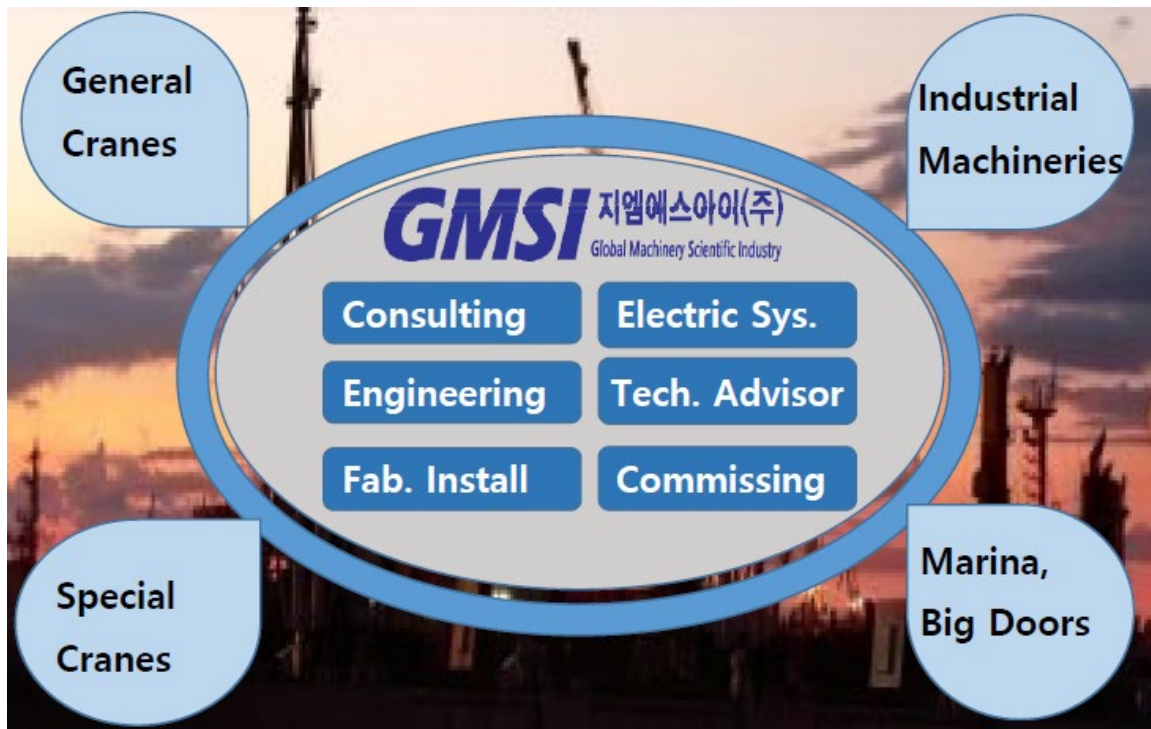 General
Cranes
Industrial
Machineries
GMSI 지엠에스아이(주)
Global Machinery Scientific Industry
Consulting
Electric Sys.
Engineering
Tech. Advisor
Fab. Install
Commissing
Special
Cranes
Marina,
Big Doors